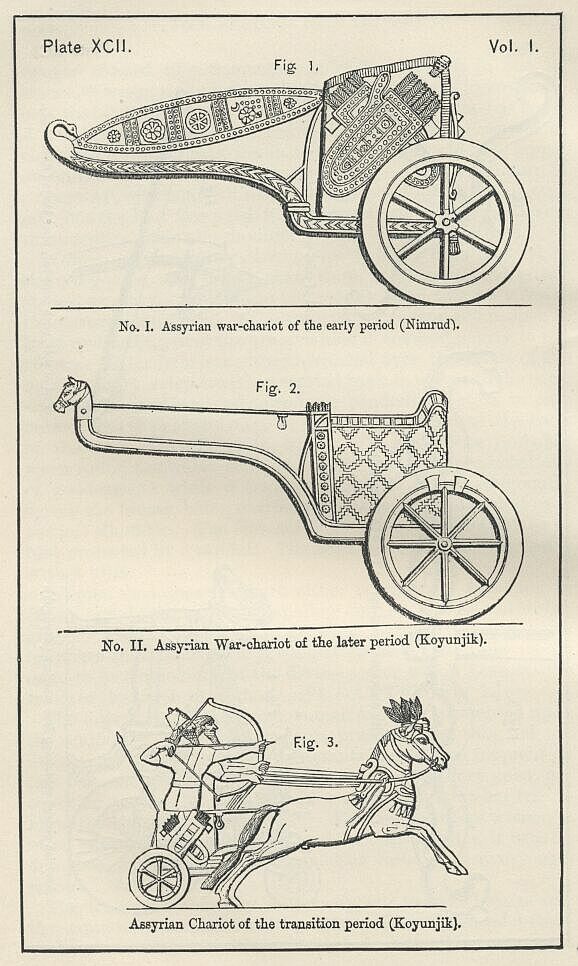 Plate XCII.
Vol. I.
Fig. 1.
No. I. Assyrian war-chariot of the early period (Nimrud).
Fig. 2.
No. II. Assyrian War-chariot of the later period (Koyunjik).
Fig. 3.
Assyrian Chariot of the transition period (Koyunjik).